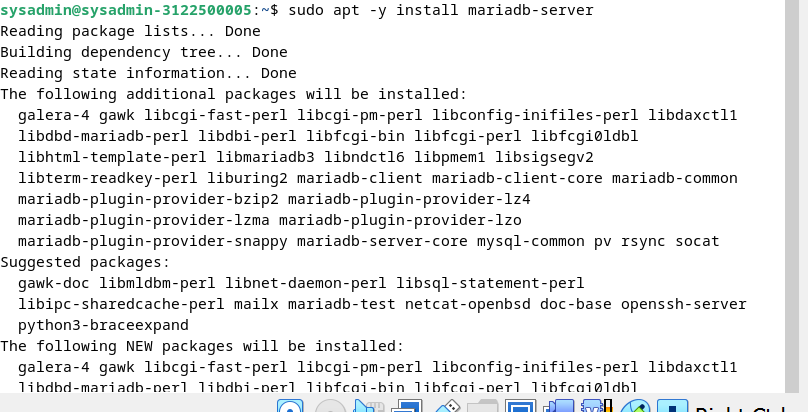 sysadmin@sysadmin-3122500005:~$ sudo apt -y install mariadb-server
Reading package lists... Done
Building dependency tree... Done
Reading state information... Done
The following additional packages will be installed:
  galera-4 gawk libcgi-fast-perl libcgi-pm-perl libconfig-inifiles-perl libdaxctl1
  libdbd-mariadb-perl libdbi-perl libfcgi-bin libfcgi-perl libfcgi0ldbl
  libhtml-template-perl libmariadb3 libndctl6 libpmem1 libsigsegv2
  libterm-readkey-perl liburing2 mariadb-client mariadb-client-core mariadb-common
  mariadb-plugin-provider-bzip2 mariadb-plugin-provider-lz4
  mariadb-plugin-provider-lzma mariadb-plugin-provider-lzo
  mariadb-plugin-provider-snappy mariadb-server-core mysql-common pv rsync socat
Suggested packages:
  gawk-doc libmldbm-perl libnet-daemon-perl libsql-statement-perl
  libipc-sharedcache-perl mailx mariadb-test netcat-openbsd doc-base openssh-server
  python3-braceexpand
The following NEW packages will be installed:
  galera-4 gawk libcgi-fast-perl libcgi-pm-perl libconfig-inifiles-perl libdaxctl1
  libdbd-mariadb-perl libdbi-perl libfcgi-bin libfcgi-perl libfcgi0ldbl
Right Ctrl